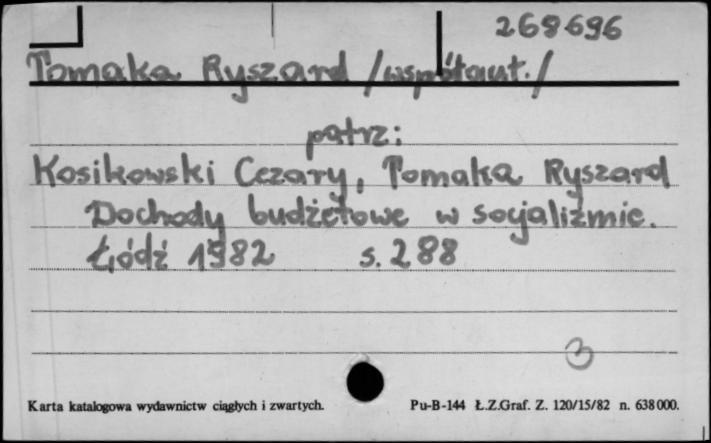 268696
Tomaka Ryszard /współaut./
patrz:
Kosikowski Cezary, Tomaka Ryszard
Dochody budżetowe w socjaliźmie.
Łódź 1982 s. 288
3
Karta katalogowa wydawnictw ciągłych i zwartych. Pu-B-144 Ł.Z.Graf. Z. 120/15/82 n. 638000.